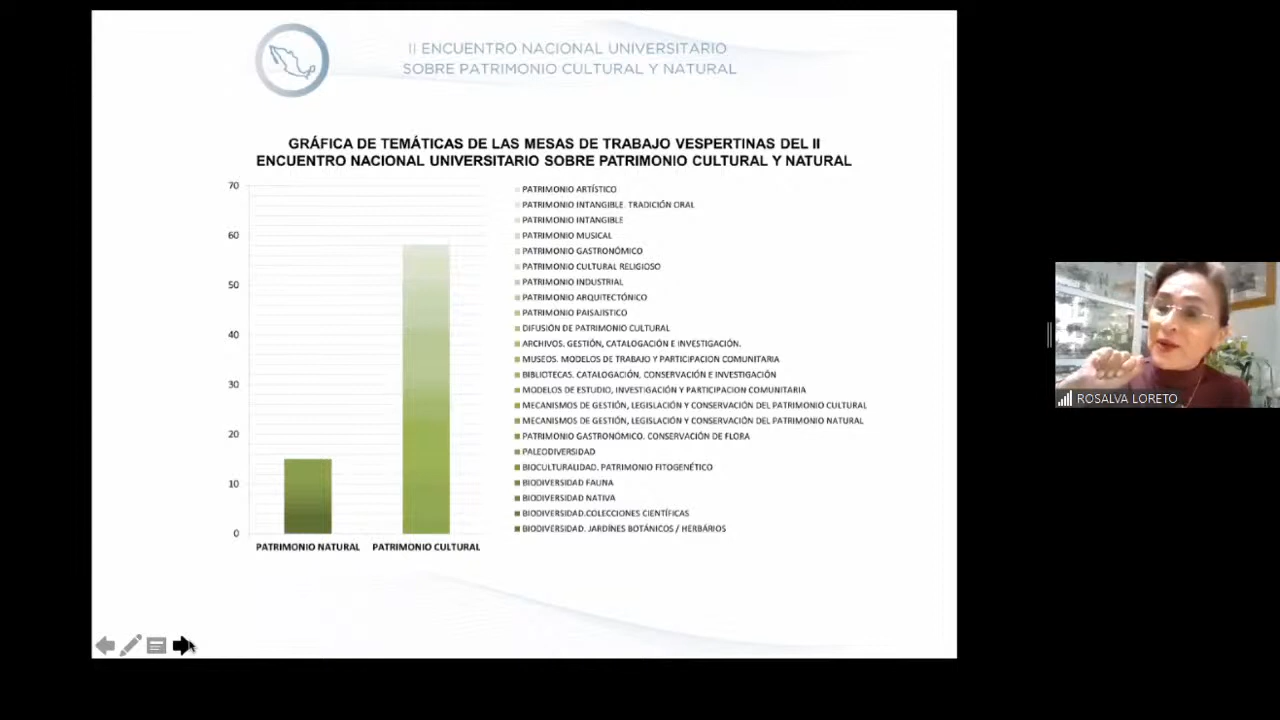 II ENCUENTRO NACIONAL UNIVERSITARIO
SOBRE PATRIMONIO CULTURAL Y NATURAL
GRÁFICA DE TEMÁTICAS DE LAS MESAS DE TRABAJO VESPERTINAS DEL II
ENCUENTRO NACIONAL UNIVERSITARIO SOBRE PATRIMONIO CULTURAL Y NATURAL
70
60
50
40
30
20
10
0
PATRIMONIO NATURAL
PATRIMONIO CULTURAL
PATRIMONIO ARTÍSTICO
PATRIMONIO INTANGIBLE. TRADICIÓN ORAL
PATRIMONIO INTANGIBLE
PATRIMONIO MUSICAL
PATRIMONIO GASTRONÓMICO
PATRIMONIO CULTURAL RELIGIOSO
PATRIMONIO INDUSTRIAL
PATRIMONIO ARQUITECTÓNICO
PATRIMONIO PAISAJÍSTICO
DIFUSIÓN DE PATRIMONIO CULTURAL
ARCHIVOS. GESTIÓN, CATALOGACIÓN E INVESTIGACIÓN.
MUSEOS. MODELOS DE TRABAJO Y PARTICIPACION COMUNITARIA
BIBLIOTECAS. CATALOGACIÓN, CONSERVACIÓN E INVESTIGACIÓN
MODELOS DE ESTUDIO, INVESTIGACIÓN Y PARTICIPACION COMUNITARIA
MECANISMOS DE GESTIÓN, LEGISLACIÓN Y CONSERVACIÓN DEL PATRIMONIO CULTURAL
MECANISMOS DE GESTIÓN, LEGISLACIÓN Y CONSERVACIÓN DEL PATRIMONIO NATURAL
PATRIMONIO GASTRONÓMICO. CONSERVACIÓN DE FLORA
PALEODIVERSIDAD
BIOCULTURALIDAD. PATRIMONIO FITOGENÉTICO
BIODIVERSIDAD FAUNA
BIODIVERSIDAD NATIVA
BIODIVERSIDAD.COLECCIONES CIENTÍFICAS
BIODIVERSIDAD. JARDÍNES BOTÁNICOS / HERBÁRIOS
ROSALVA LORETO